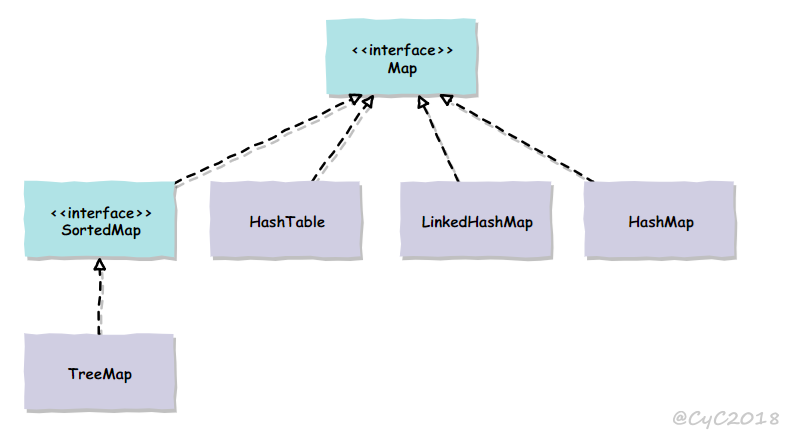 <<interface>>
Map
<<interface>>
SortedMap
HashTable
LinkedHashMap
HashMap
TreeMap
@CyC2018